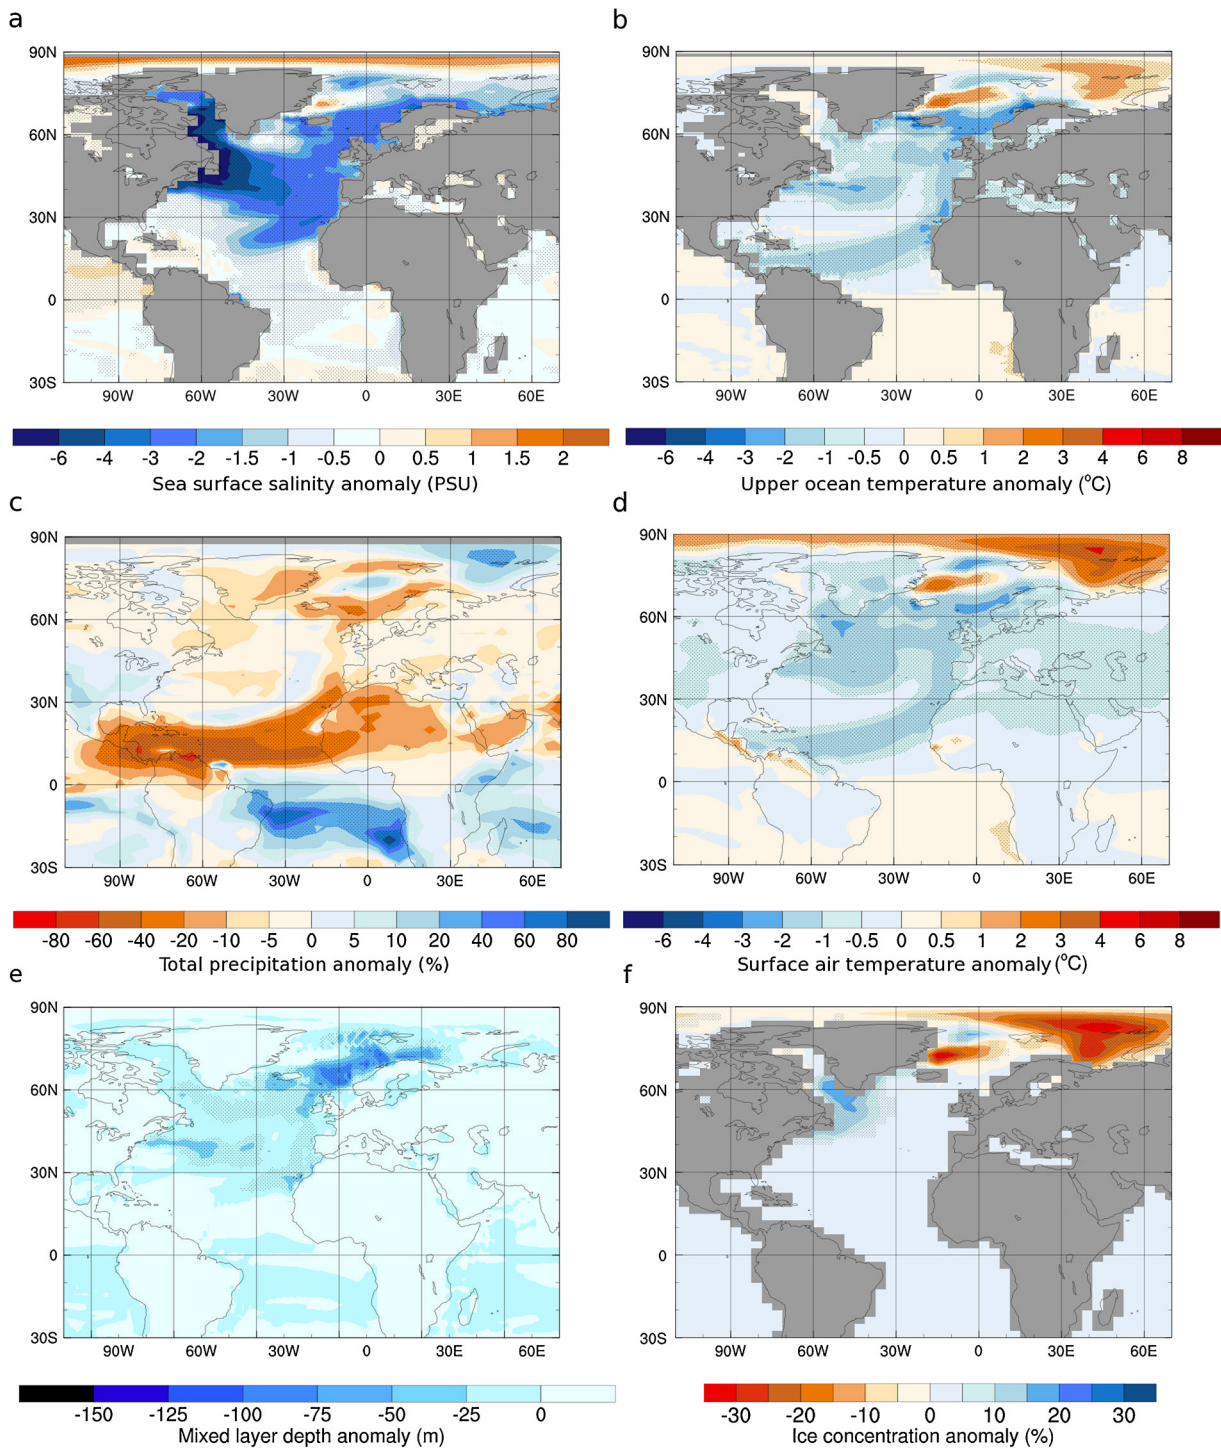 a
90N
60N
30N
0
30S
90W 60W 30W 0 30E 60E
-6 -4 -3 -2 -1.5 -1 -0.5 0 0.5 1 1.5 2
Sea surface salinity anomaly (PSU)
b
90N
60N
30N
0
30S
90W 60W 30W 0 30E 60E
-6 -4 -3 -2 -1 -0.5 0 0.5 1 2 3 4 6 8
Upper ocean temperature anomaly (°C)
c
90N
60N
30N
0
30S
90W 60W 30W 0 30E 60E
-80 -60 -40 -20 -10 -5 0 5 10 20 40 60 80
Total precipitation anomaly (%)
d
90N
60N
30N
0
30S
90W 60W 30W 0 30E 60E
-6 -4 -3 -2 -1 -0.5 0 0.5 1 2 3 4 6 8
Surface air temperature anomaly (°C)
e
90N
60N
30N
0
30S
90W 60W 30W 0 30E 60E
-150 -125 -100 -75 -50 -25 0
Mixed layer depth anomaly (m)
f
90N
60N
30N
0
30S
90W 60W 30W 0 30E 60E
-30 -20 -10 0 10 20 30
Ice concentration anomaly (%)